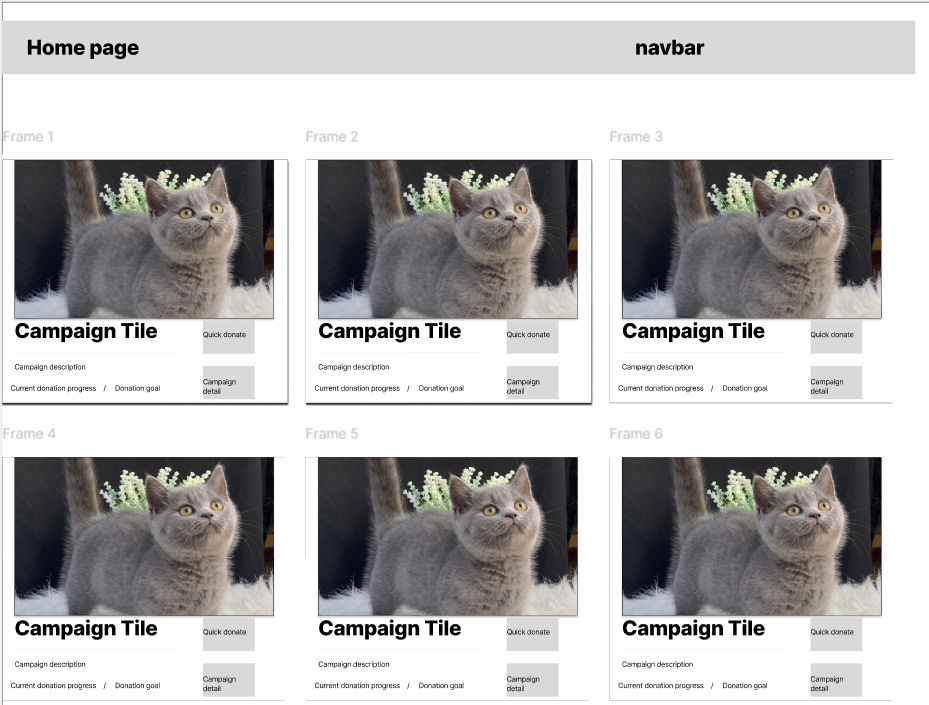 Home page navbar
Frame 1 Frame 2 Frame 3
Campaign Tile Quick donate Campaign Tile Quick donate Campaign Tile Quick donate
Campaign description Campaign description Campaign description
Campaign Campaign Campaign
Current donation progress / Donation goal detail Current donation progress / Donation goal detail Current donation progress / Donation goal detail
Frame 4 Frame 5 Frame 6
Campaign Tile Quick donate Campaign Tile Quick donate Campaign Tile Quick donate
Campaign description Campaign description Campaign description
Campaign Campaign Campaign
Current donation progress / Donation goal detail Current donation progress / Donation goal detail Current donation progress / Donation goal detail